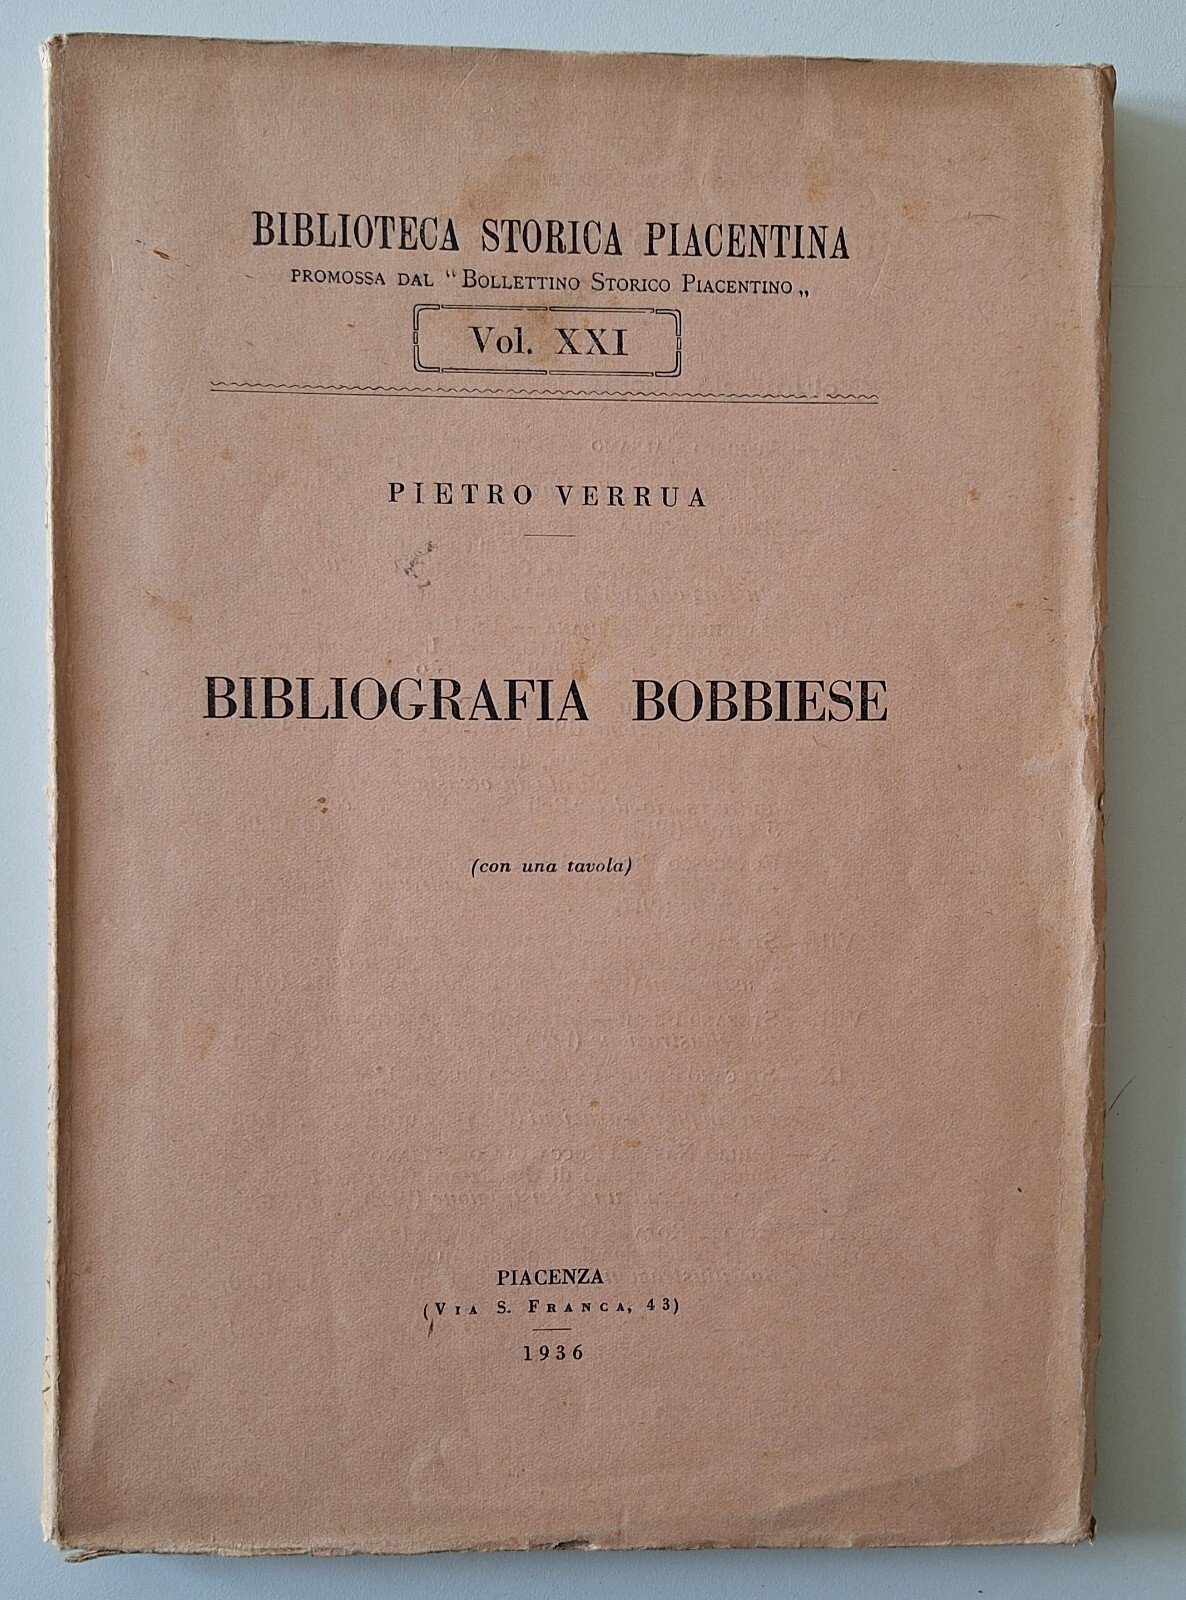 BIBLIOTECA STORICA PIACENTINA
PROMOSSA DAL “ BOLLETTINO STORICO PIACENTINO „
Vol. XXI
PIETRO VERRUA
BIBLIOGRAFIA BOBBIESE
(con una tavola)
PIACENZA
(VIA S. FRANCA, 43)
1936